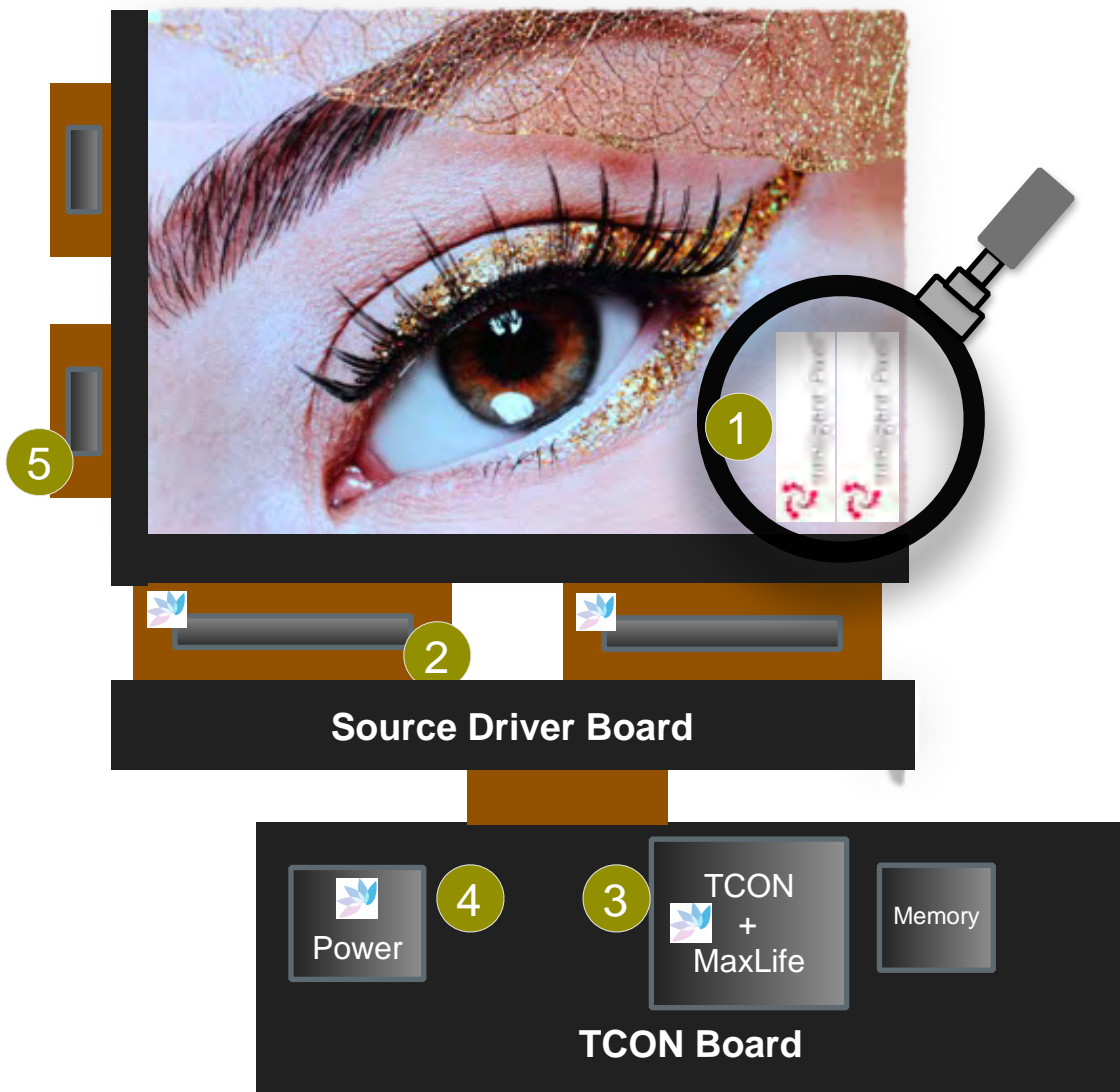 1
5
2
Source Driver Board
4
3
TCON
+
MaxLife
Power
Memory
TCON Board